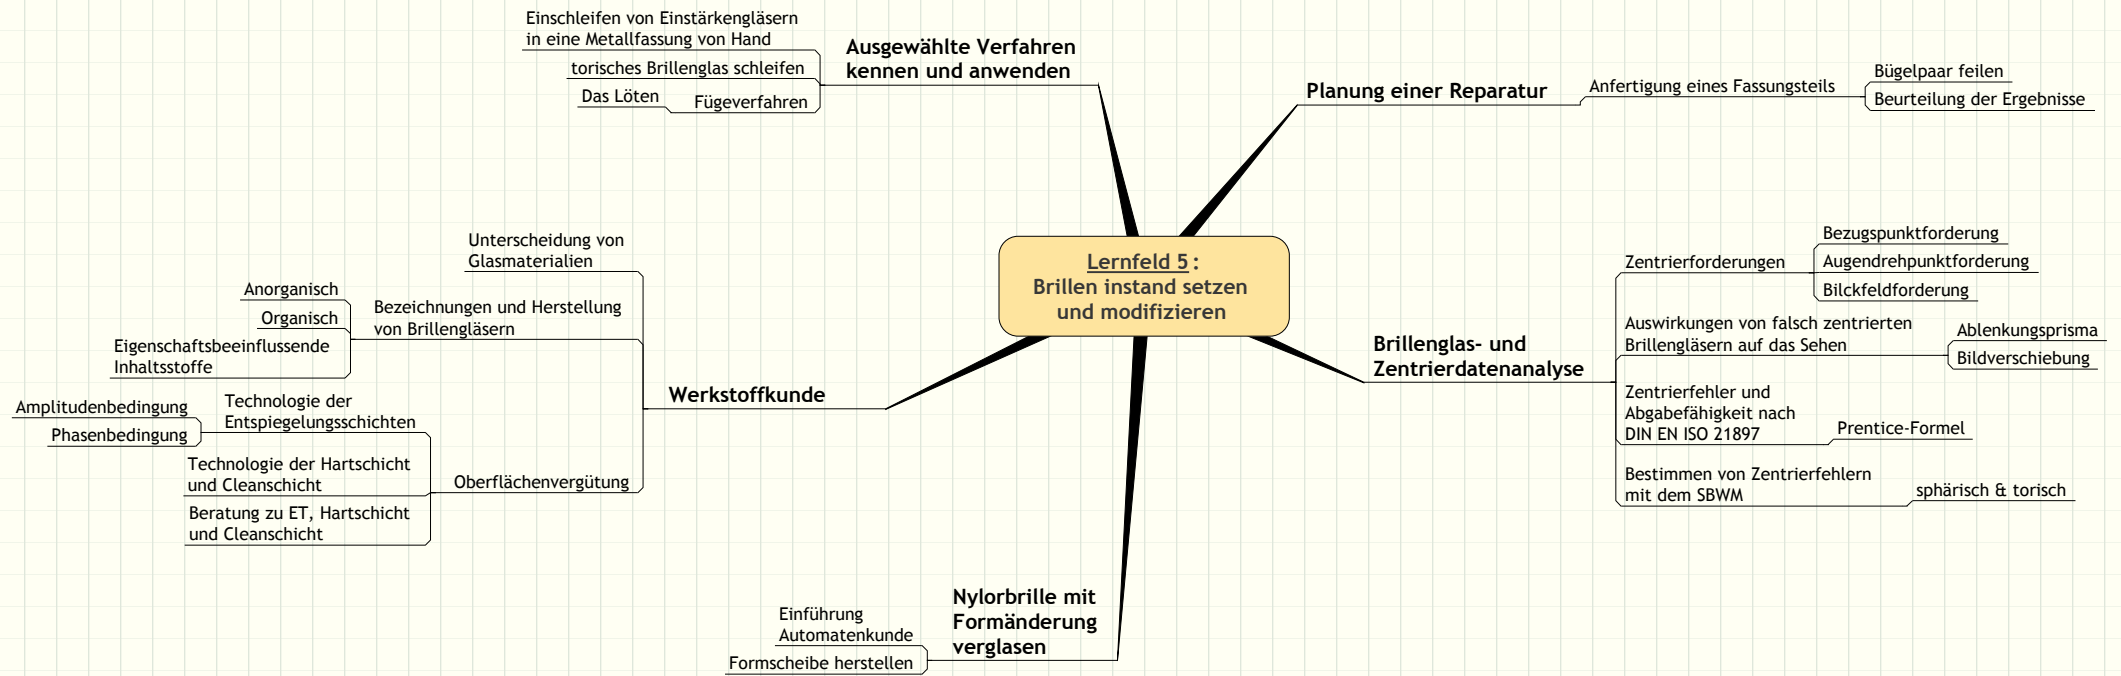 Lernfeld 5:
Brillen instand setzen
und modifizieren
Ausgewählte Verfahren
kennen und anwenden
Einschleifen von Einstärkengläsern
in eine Metallfassung von Hand
torisches Brillenglas schleifen
Fügeverfahren
Das Löten
Planung einer Reparatur
Anfertigung eines Fassungsteils
Bügelpaar feilen
Beurteilung der Ergebnisse
Brillenglas- und
Zentrierdatenanalyse
Zentrierforderungen
Bezugspunktforderung
Augendrehpunktforderung
Bilckfeldforderung
Auswirkungen von falsch zentrierten
Brillengläsern auf das Sehen
Ablenkungsprisma
Bildverschiebung
Zentrierfehler und
Abgabefähigkeit nach
DIN EN ISO 21897
Prentice-Formel
Bestimmen von Zentrierfehlern
mit dem SBWM
sphärisch & torisch
Werkstoffkunde
Unterscheidung von
Glasmaterialien
Bezeichnungen und Herstellung
von Brillengläsern
Anorganisch
Organisch
Eigenschaftsbeeinflussende
Inhaltsstoffe
Oberflächenvergütung
Technologie der
Entspiegelungsschichten
Amplitudenbedingung
Phasenbedingung
Technologie der Hartschicht
und Cleanschicht
Beratung zu ET, Hartschicht
und Cleanschicht
Nylorbrille mit
Formänderung
verglasen
Einführung
Automatenkunde
Formscheibe herstellen